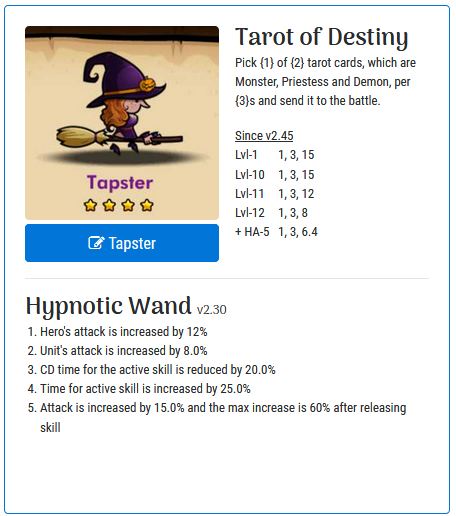 Tarot of Destiny
Pick {1} of {2} tarot cards, which are
Monster, Priestess and Demon, per
{3}s and send it to the battle.
Since v2.45
Lvl-1 1, 3, 15
Lvl-10 1, 3, 15
Lvl-11 1, 3, 12
Lvl-12 1, 3, 8
+ HA-5 1, 3, 6.4
Tapster
Tapster
Hypnotic Wand v2.30
1. Hero's attack is increased by 12%
2. Unit's attack is increased by 8.0%
3. CD time for the active skill is reduced by 20.0%
4. Time for active skill is increased by 25.0%
5. Attack is increased by 15.0% and the max increase is 60% after releasing
skill